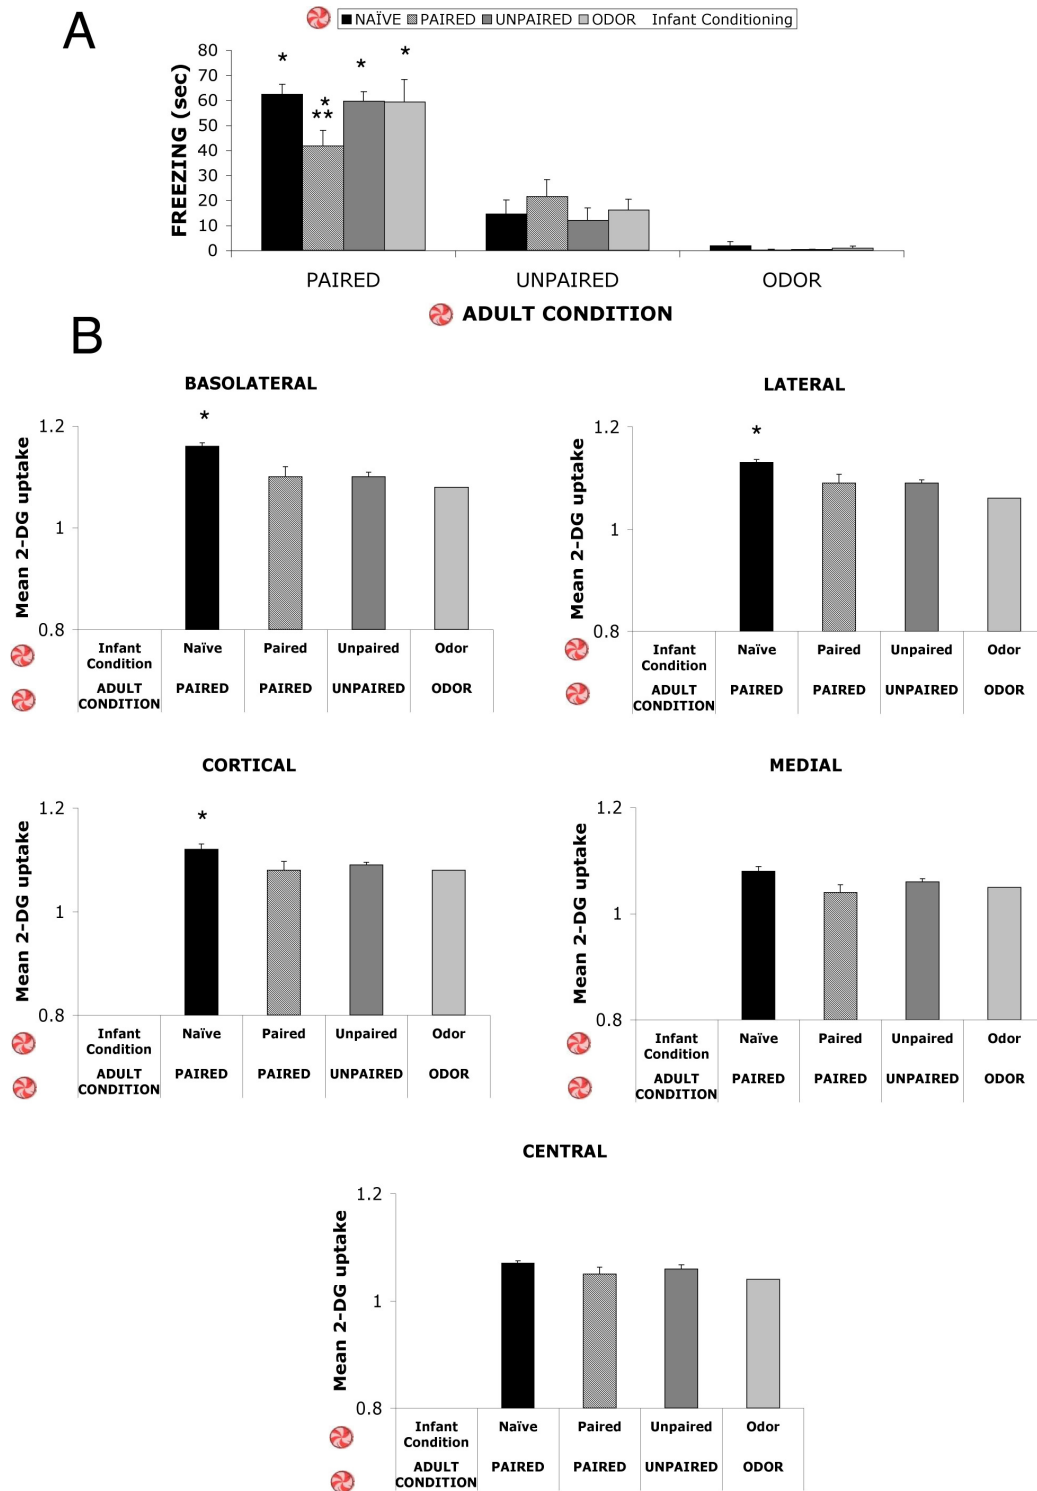 A
NAÏVE PAIRED UNPAIRED ODOR Infant Conditioning
FREEZING (sec)
80
70
60
50
40
30
20
10
0
*
*
**
*
*
PAIRED UNPAIRED ODOR
ADULT CONDITION
B
BASOLATERAL
Mean 2-DG uptake
1.2
1
0.8
*
Infant Condition Naïve Paired Unpaired Odor
ADULT CONDITION PAIRED PAIRED UNPAIRED ODOR
LATERAL
Mean 2-DG uptake
1.2
1
0.8
*
Infant Condition Naïve Paired Unpaired Odor
ADULT CONDITION PAIRED PAIRED UNPAIRED ODOR
CORTICAL
Mean 2-DG uptake
1.2
1
0.8
*
Infant Condition Naïve Paired Unpaired Odor
ADULT CONDITION PAIRED PAIRED UNPAIRED ODOR
MEDIAL
Mean 2-DG uptake
1.2
1
0.8
Infant Condition Naïve Paired Unpaired Odor
ADULT CONDITION PAIRED PAIRED UNPAIRED ODOR
CENTRAL
Mean 2-DG uptake
1.2
1
0.8
Infant Condition Naïve Paired Unpaired Odor
ADULT CONDITION PAIRED PAIRED UNPAIRED ODOR